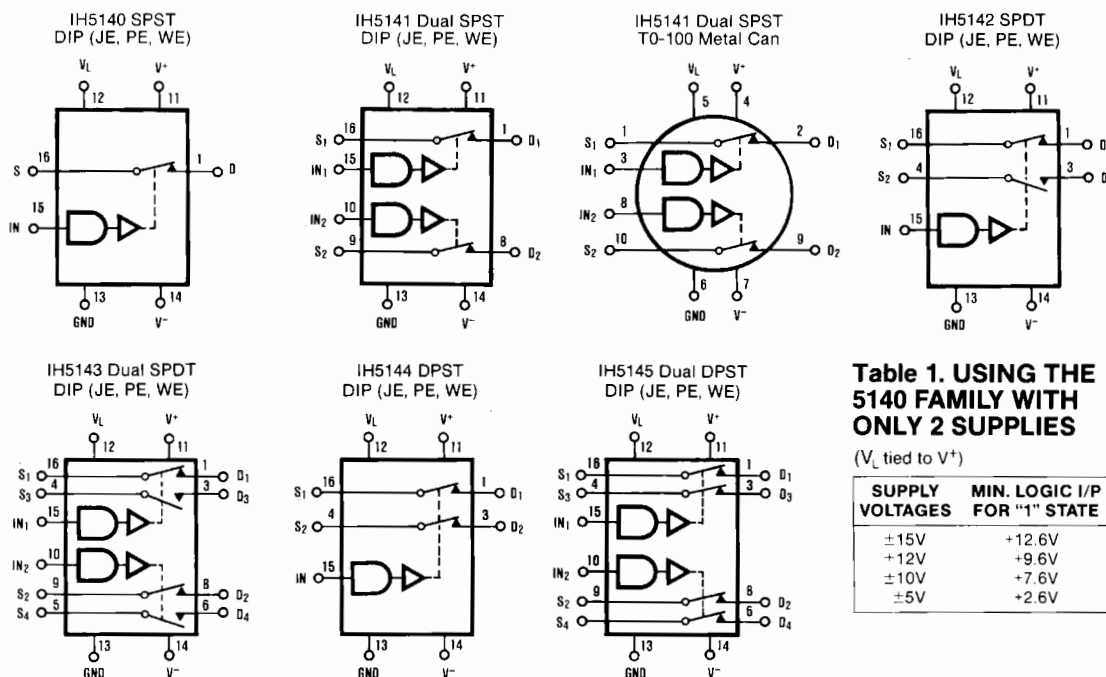 IH5140 SPST
DIP (JE, PE, WE)
VL V+
12 11
S 16 1 D
15
IN
13 14
GND V−
IH5141 Dual SPST
DIP (JE, PE, WE)
VL V+
12 11
S1 16 1 D1
IN1 15
IN2 10
S2 9 8 D2
13 14
GND V−
IH5141 Dual SPST
T0-100 Metal Can
VL V+
5 4
S1 1 2 D1
IN1 3
IN2 8
S2 10 9 D2
6 7
GND V−
IH5142 SPDT
DIP (JE, PE, WE)
VL V+
12 11
S1 16 1
S2 4 3
IN 15
13 14
GND V−
IH5143 Dual SPDT
DIP (JE, PE, WE)
VL V+
12 11
S1 16 1 D1
S3 4 3 D3
IN1 15
IN2 10
S2 9 8 D2
S4 5 6 D4
13 14
GND V−
IH5144 DPST
DIP (JE, PE, WE)
VL V+
12 11
S1 16 1 D1
S2 4 3 D2
IN 15
13 14
GND V−
IH5145 Dual DPST
DIP (JE, PE, WE)
VL V+
12 11
S1 16 1 D1
S3 4 3 D3
IN1 15
IN2 10
S2 9 8 D2
S4 6 D4
13 14
GND V−
Table 1. USING THE
5140 FAMILY WITH
ONLY 2 SUPPLIES
(VL tied to V+)
SUPPLY MIN. LOGIC I/P
VOLTAGES FOR "1" STATE
±15V +12.6V
+12V +9.6V
±10V +7.6V
±5V +2.6V